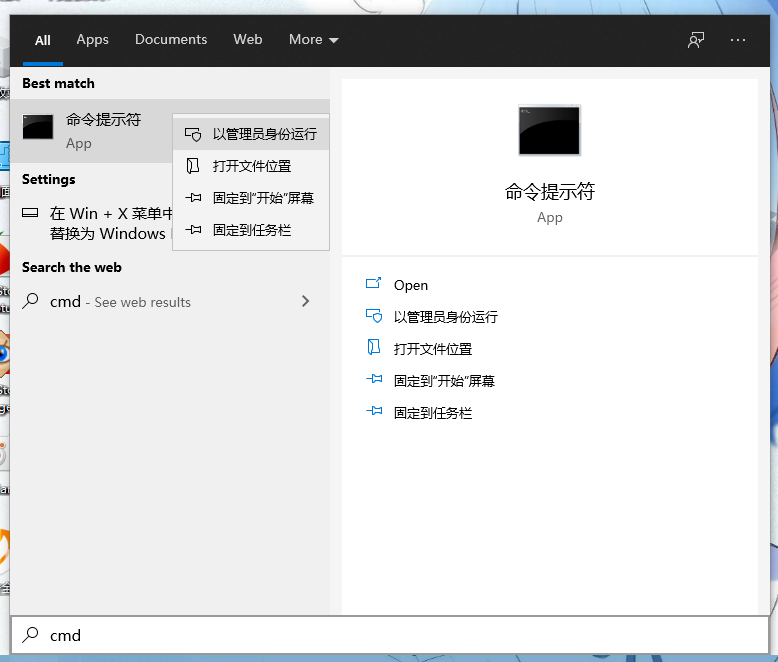 All Apps Documents Web More
Best match
命令提示符
App
以管理员身份运行
打开文件位置
固定到"开始"屏幕
固定到任务栏
Settings
在 Win + X 菜单中
替换为 Windows
Search the web
cmd - See web results
命令提示符
App
Open
以管理员身份运行
打开文件位置
固定到"开始"屏幕
固定到任务栏
cmd